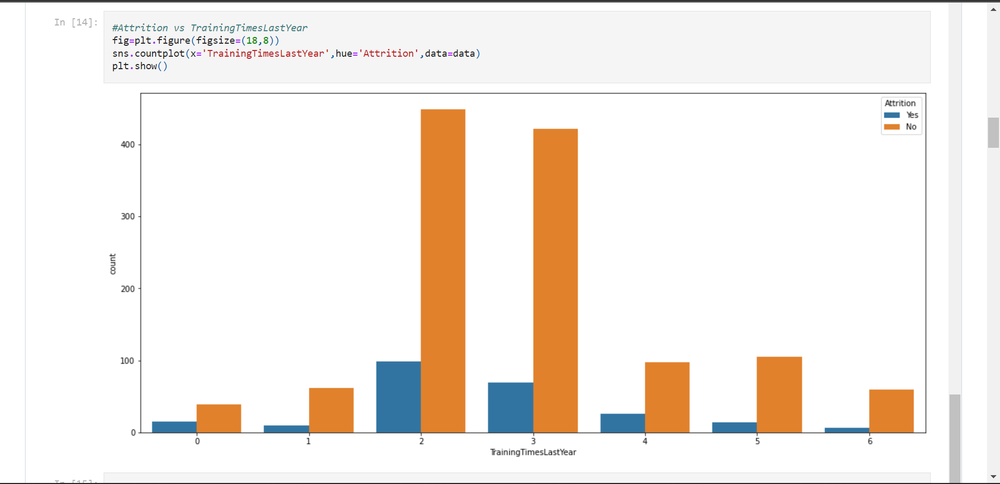 In [14]:
#Attrition vs TrainingTimesLastYear
fig=plt.figure(figsize=(18,8))
sns.countplot(x='TrainingTimesLastYear',hue='Attrition',data=data)
plt.show()
Attrition
Yes
No
400
300
200
100
0
count
0 1 2 3 4 5 6
TrainingTimesLastYear
In [15]: